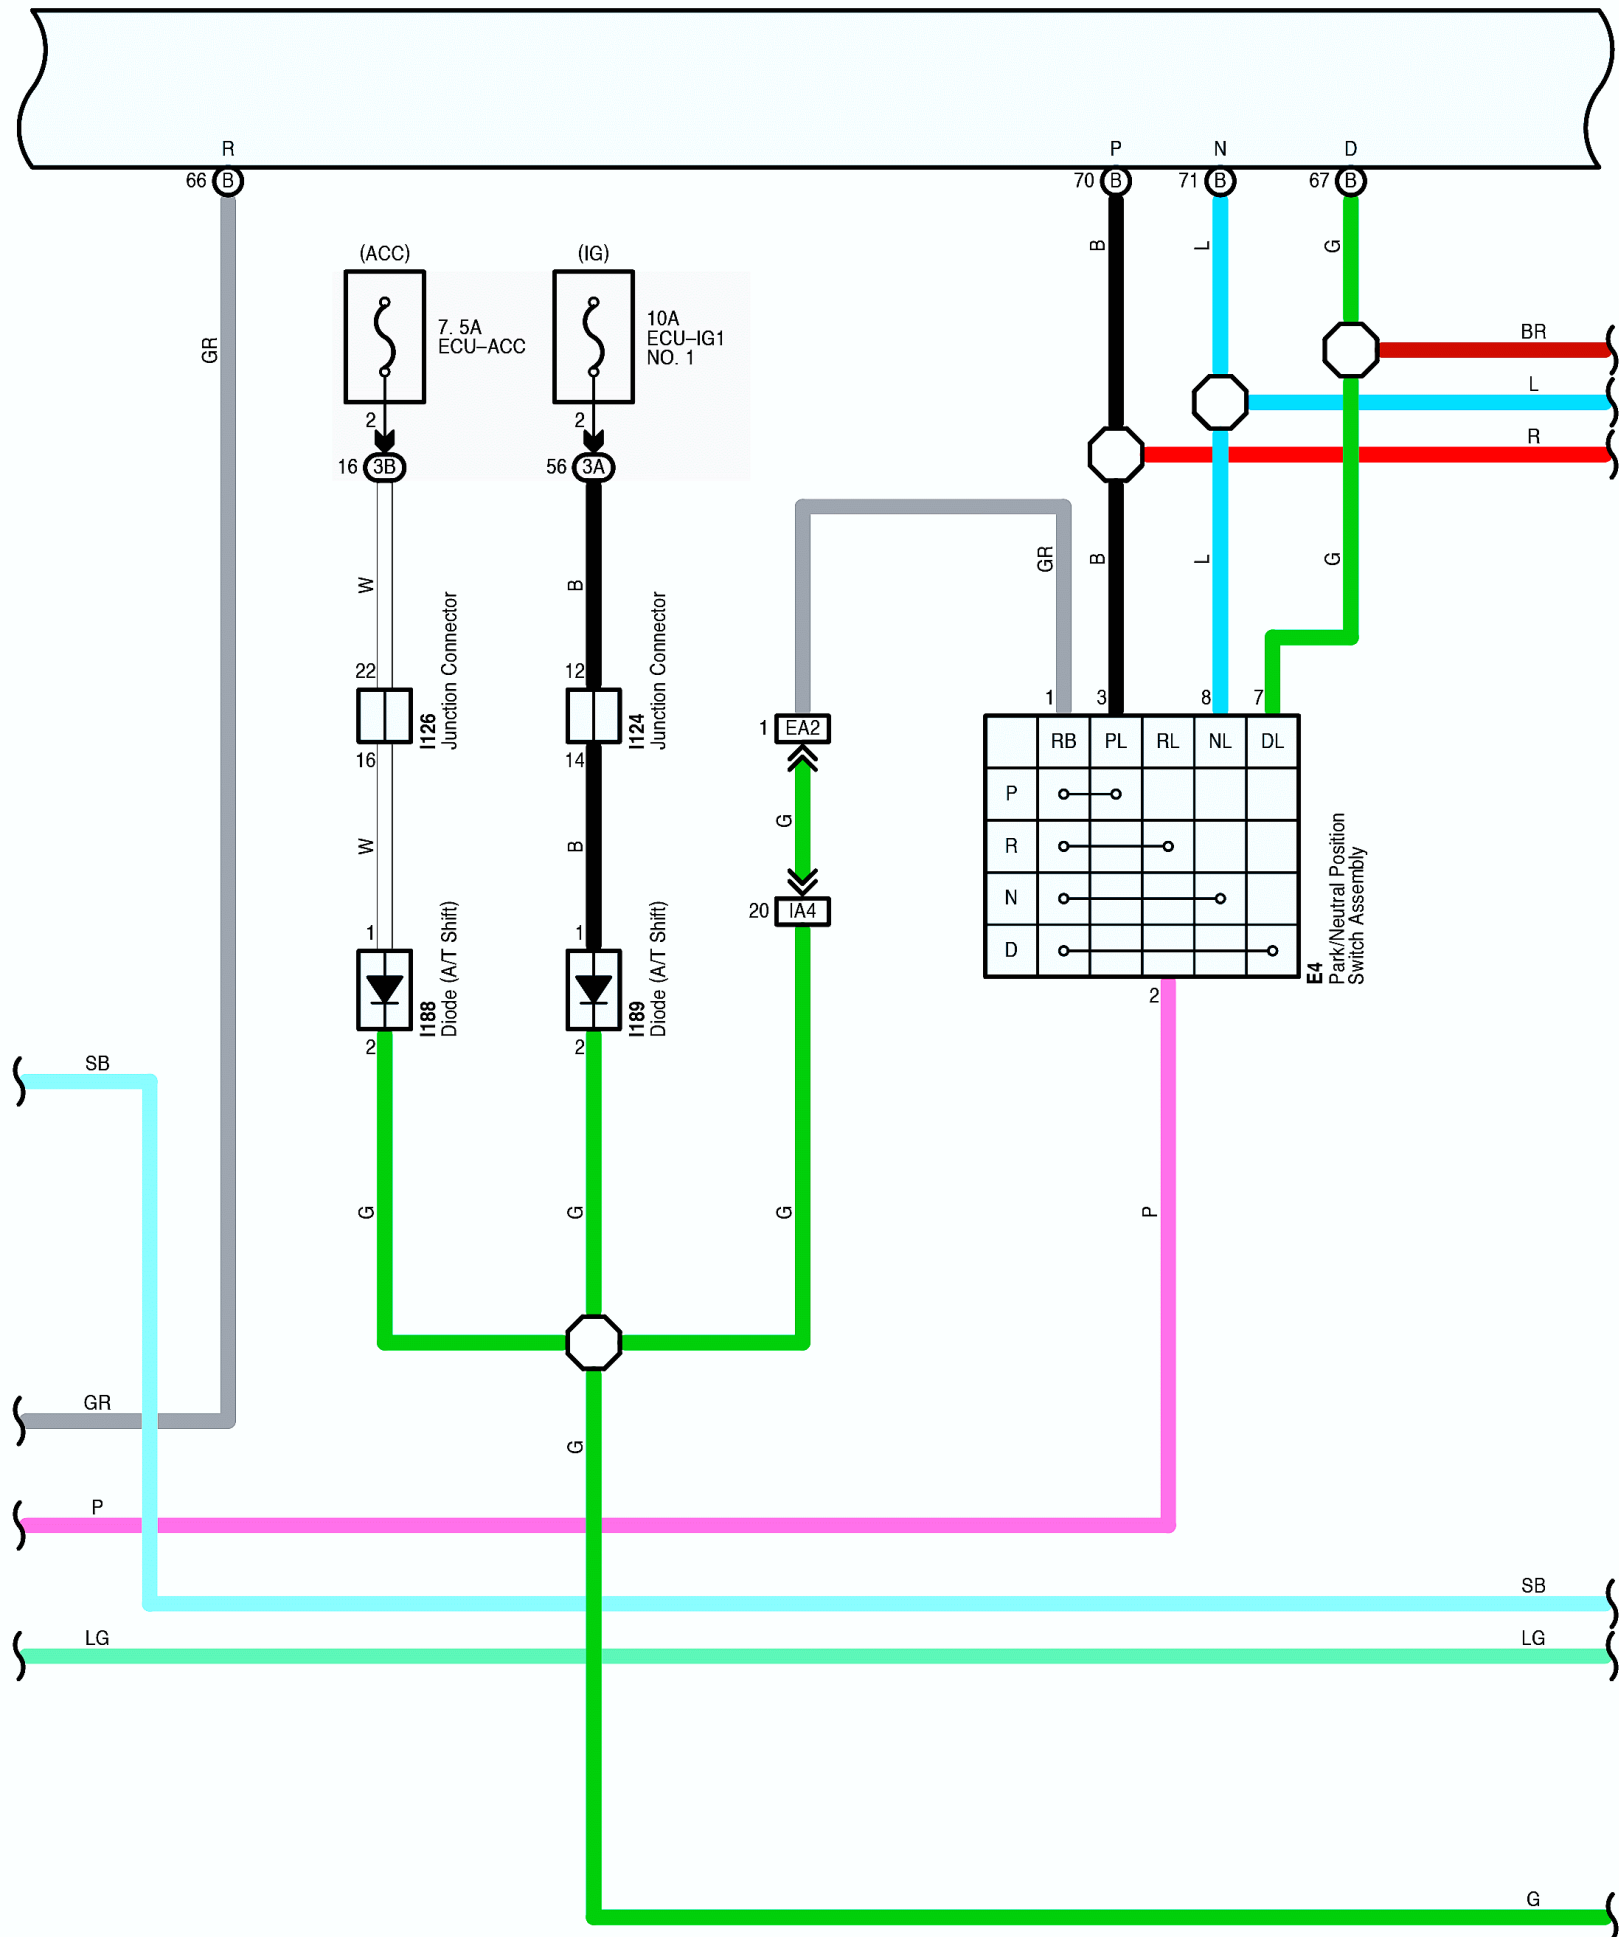 R
P
N
D
66 B
70 B
71 B
67 B
(ACC)
(IG)
B
L
G
GR
7. 5A
ECU–ACC
10A
ECU–IG1
NO. 1
BR
L
R
2
2
16 3B
56 3A
W
B
GR
B
L
G
22
I126
Junction Connector
16
12
I124
Junction Connector
14
1 EA2
1
3
8
7
RB PL RL NL DL
P
R
N
D
E4
Park/Neutral Position
Switch Assembly
2
W
B
G
20 IA4
1
I188
Diode (A/T Shift)
2
1
I189
Diode (A/T Shift)
2
SB
G
G
G
P
GR
G
P
SB
LG
LG
G